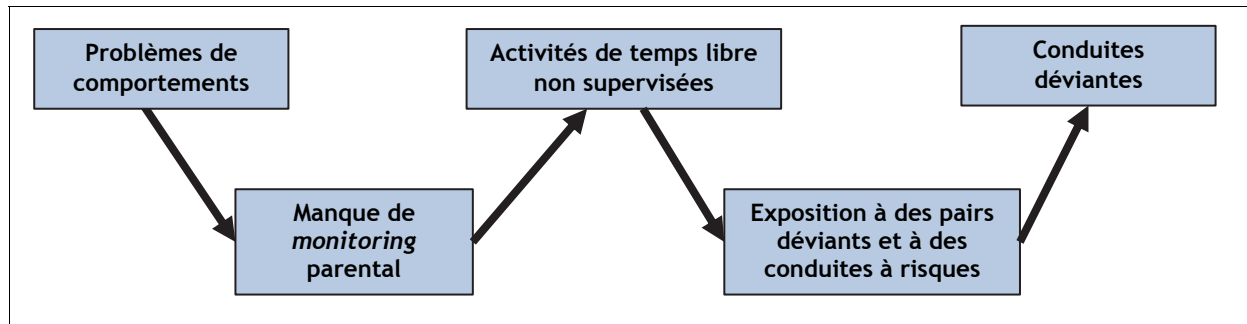 Problèmes de
comportements
Manque de
monitoring
parental
Activités de temps libre
non supervisées
Exposition à des pairs
déviants et à des
conduites à risques
Conduites
déviantes